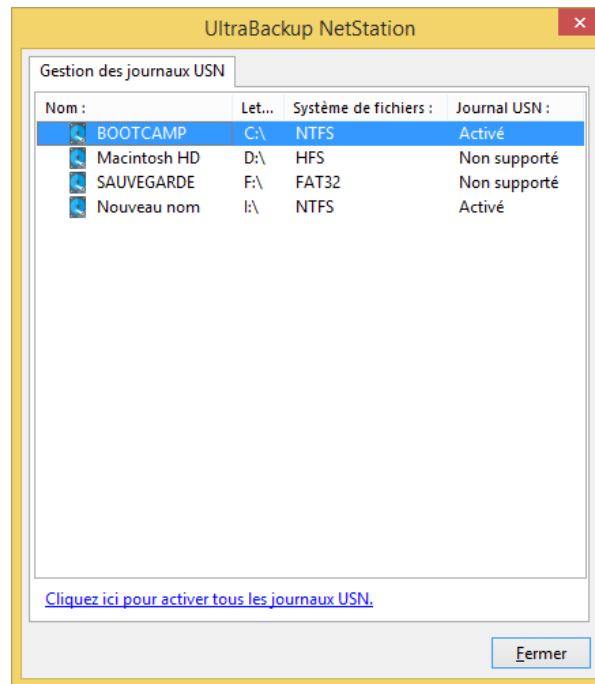 UltraBackup NetStation
Gestion des journaux USN
Nom : Let... Système de fichiers : Journal USN :
BOOTCAMP C:\ NTFS Activé
Macintosh HD D:\ HFS Non supporté
SAUVEGARDE F:\ FAT32 Non supporté
Nouveau nom I:\ NTFS Activé
Cliquez ici pour activer tous les journaux USN.
Fermer